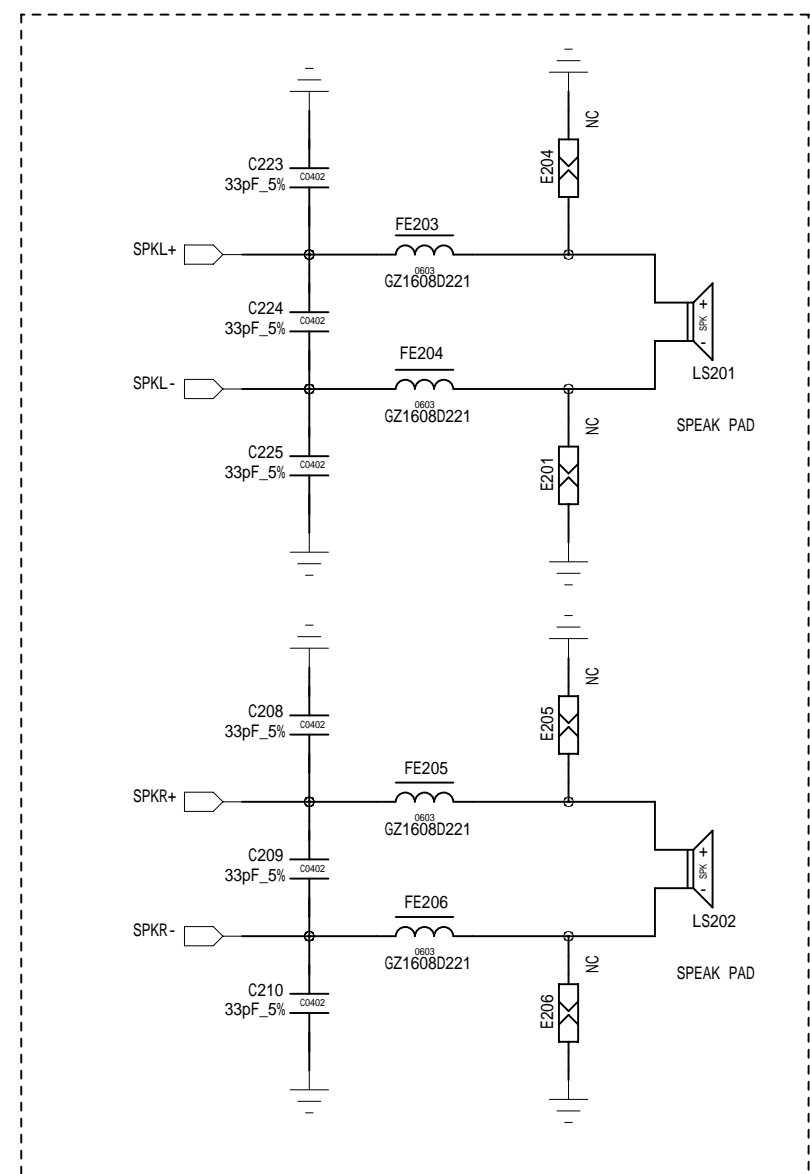 NC
E204
C223
C0402
33pF_5%
FE203
SPKL+
0603
GZ1608D221
C224
C0402
33pF_5%
+
SPK
-
FE204
LS201
SPKL-
0603
GZ1608D221
NC
SPEAK PAD
C225
C0402
33pF_5%
E201
NC
E205
C208
C0402
33pF_5%
FE205
SPKR+
0603
GZ1608D221
C209
C0402
33pF_5%
+
SPK
-
FE206
LS202
SPKR-
0603
GZ1608D221
NC
SPEAK PAD
C210
C0402
33pF_5%
E206